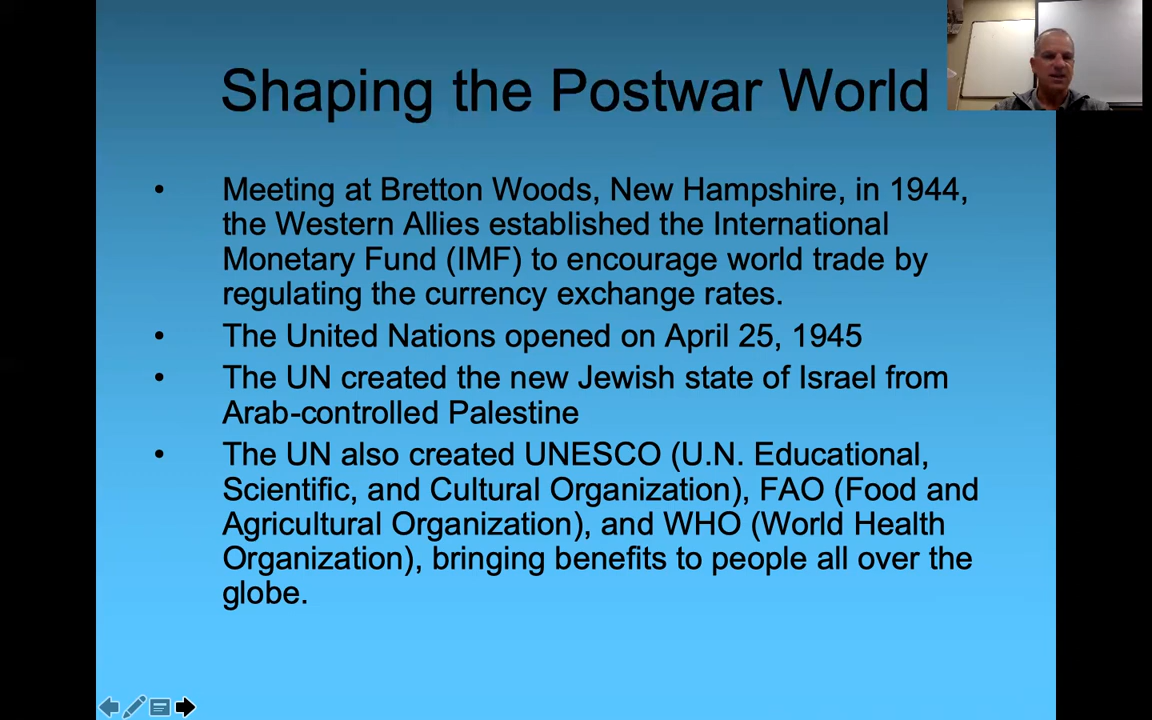 Shaping the Postwar World
• Meeting at Bretton Woods, New Hampshire, in 1944,
the Western Allies established the International
Monetary Fund (IMF) to encourage world trade by
regulating the currency exchange rates.
• The United Nations opened on April 25, 1945
• The UN created the new Jewish state of Israel from
Arab-controlled Palestine
• The UN also created UNESCO (U.N. Educational,
Scientific, and Cultural Organization), FAO (Food and
Agricultural Organization), and WHO (World Health
Organization), bringing benefits to people all over the
globe.